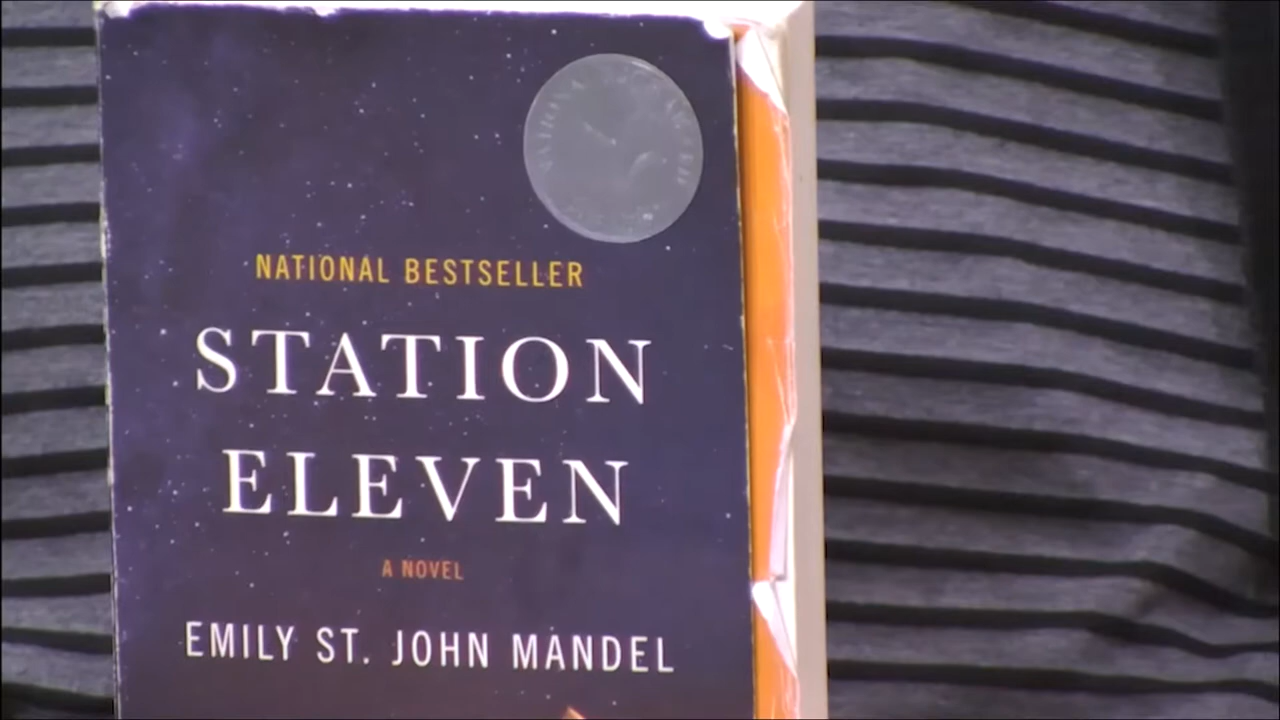 NATIONAL BESTSELLER
STATION
ELEVEN
A NOVEL
EMILY ST. JOHN MANDEL